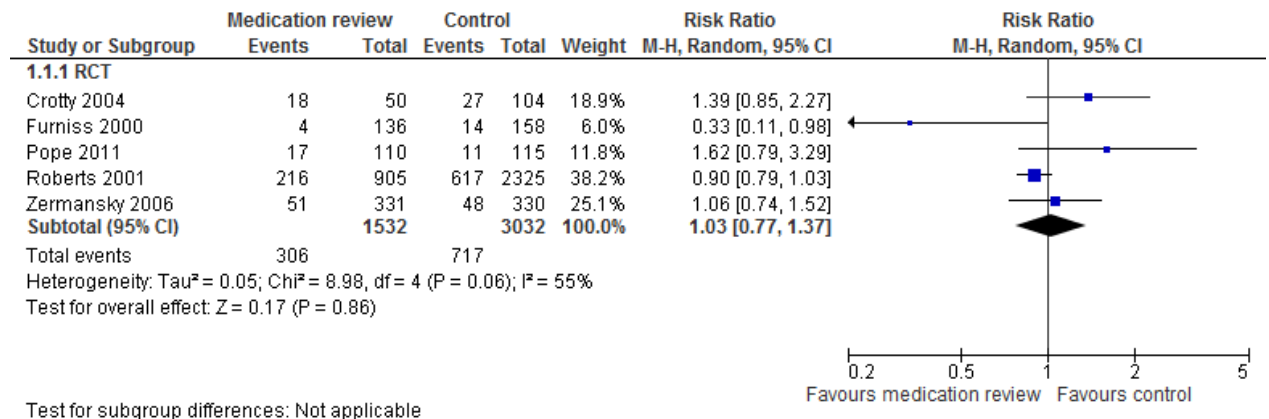 Medication review Control Risk Ratio Risk Ratio
Study or Subgroup Events Total Events Total Weight M-H, Random, 95% CI M-H, Random, 95% CI
1.1.1 RCT
Crotty 2004 18 50 27 104 18.9% 1.39 [0.85, 2.27]
Furniss 2000 4 136 14 158 6.0% 0.33 [0.11, 0.98]
Pope 2011 17 110 11 115 11.8% 1.62 [0.79, 3.29]
Roberts 2001 216 905 617 2325 38.2% 0.90 [0.79, 1.03]
Zermansky 2006 51 331 48 330 25.1% 1.06 [0.74, 1.52]
Subtotal (95% CI) 1532 3032 100.0% 1.03 [0.77, 1.37]
Total events 306 717
Heterogeneity: Tau² = 0.05; Chi² = 8.98, df = 4 (P = 0.06); I² = 55%
Test for overall effect: Z = 0.17 (P = 0.86)
0.2 0.5 1 2 5
Favours medication review Favours control
Test for subgroup differences: Not applicable